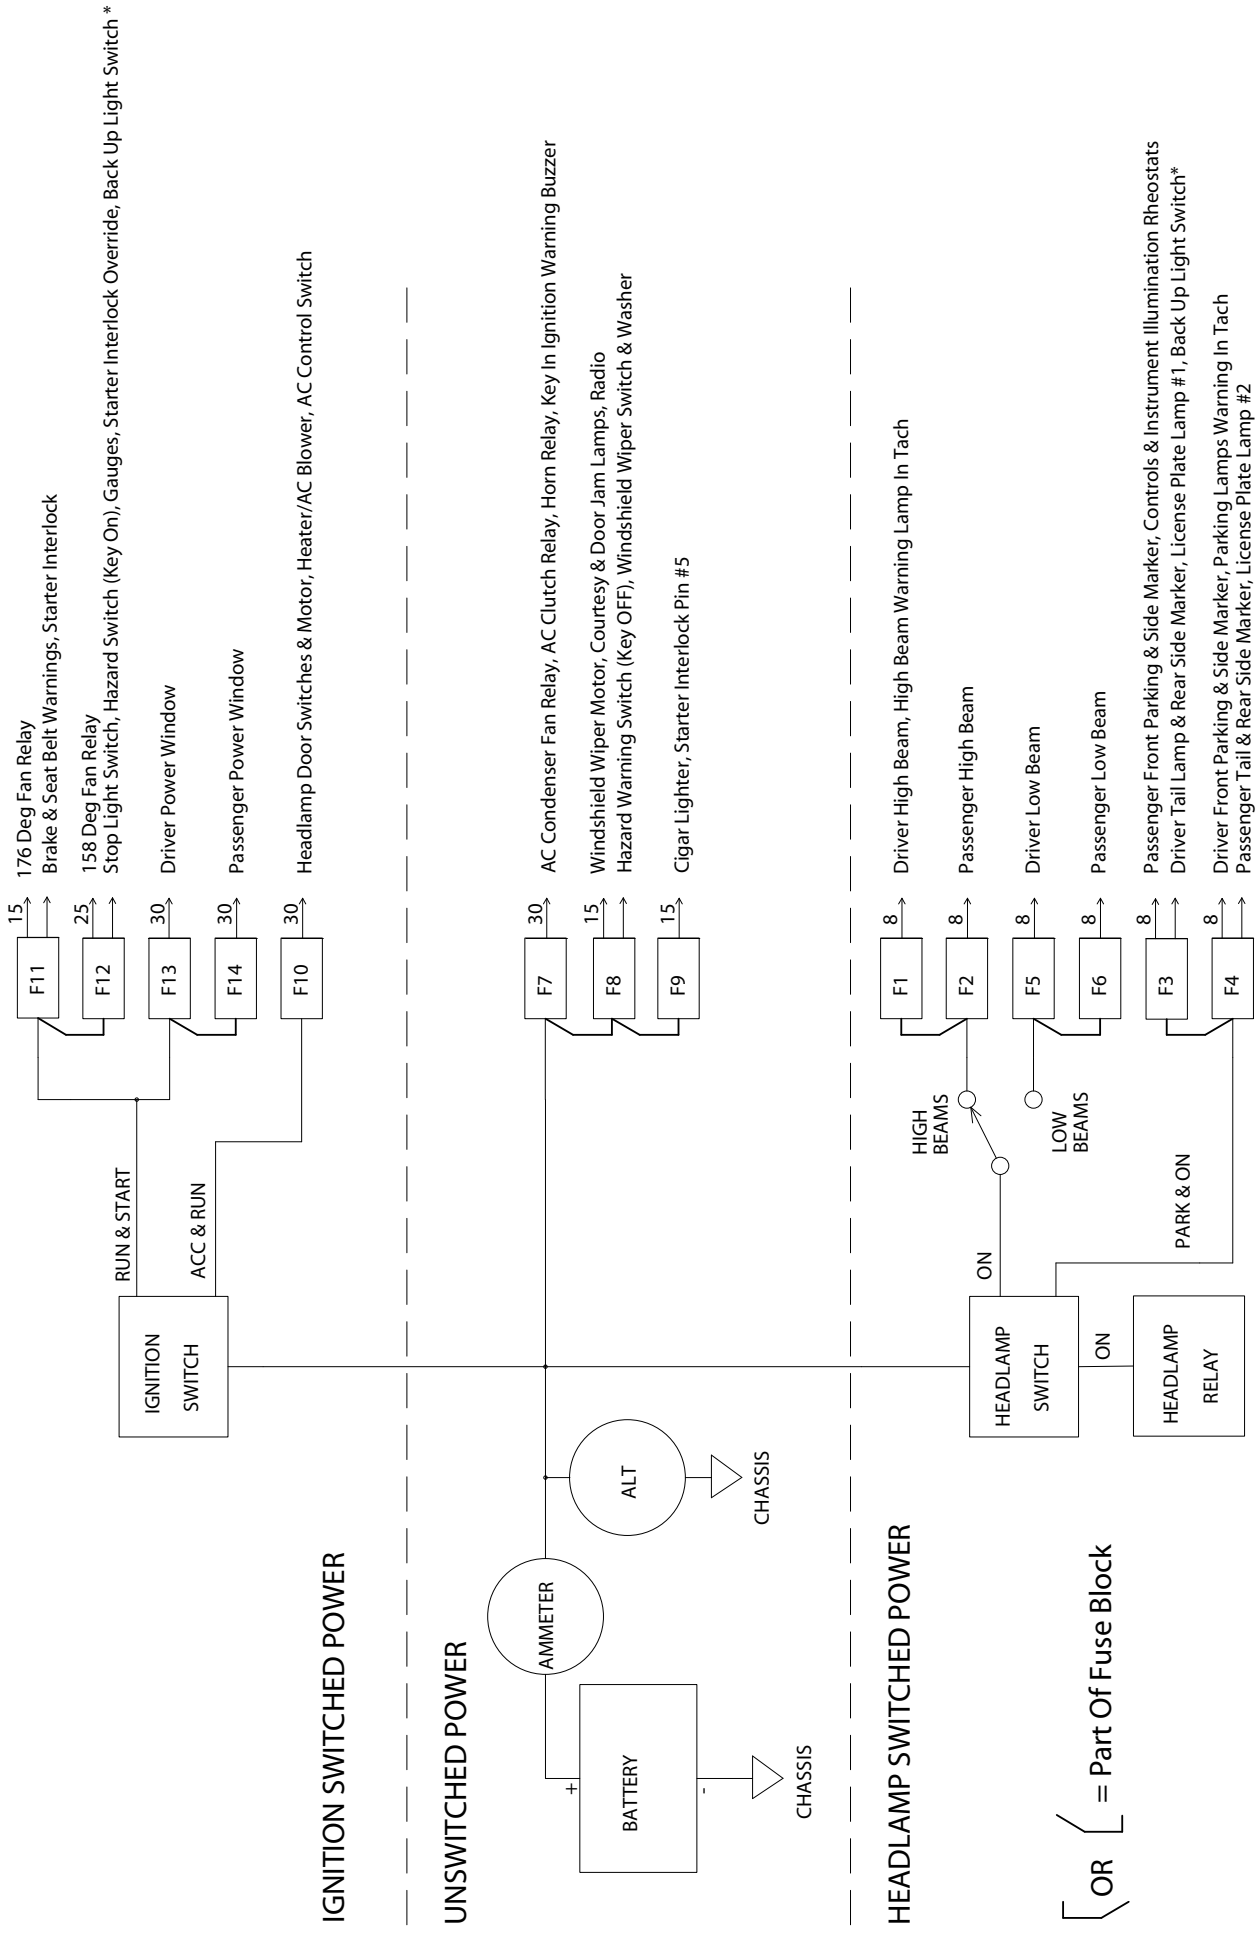 IGNITION SWITCHED POWER
IGNITION
SWITCH
RUN & START
ACC & RUN
F11
15
176 Deg Fan Relay
Brake & Seat Belt Warnings, Starter Interlock
F12
25
158 Deg Fan Relay
Stop Light Switch, Hazard Switch (Key On), Gauges, Starter Interlock Override, Back Up Light Switch *
F13
30
Driver Power Window
F14
30
Passenger Power Window
F10
30
Headlamp Door Switches & Motor, Heater/AC Blower, AC Control Switch
UNSWITCHED POWER
BATTERY
+
-
CHASSIS
AMMETER
ALT
CHASSIS
F7
30
AC Condenser Fan Relay, AC Clutch Relay, Horn Relay, Key In Ignition Warning Buzzer
F8
15
Windshield Wiper Motor, Courtesy & Door Jam Lamps, Radio
Hazard Warning Switch (Key OFF), Windshield Wiper Switch & Washer
F9
15
Cigar Lighter, Starter Interlock Pin #5
HEADLAMP SWITCHED POWER
HEADLAMP
SWITCH
ON
HEADLAMP
RELAY
ON
PARK & ON
HIGH
BEAMS
LOW
BEAMS
F1
8
Driver High Beam, High Beam Warning Lamp In Tach
F2
8
Passenger High Beam
F5
8
Driver Low Beam
F6
8
Passenger Low Beam
F3
8
Passenger Front Parking & Side Marker, Controls & Instrument Illumination Rheostats
Driver Tail Lamp & Rear Side Marker, License Plate Lamp #1, Back Up Light Switch*
F4
8
Driver Front Parking & Side Marker, Parking Lamps Warning In Tach
Passenger Tail & Rear Side Marker, License Plate Lamp #2
OR = Part Of Fuse Block